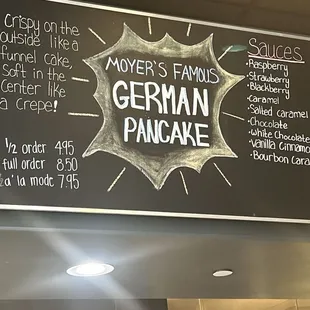 Crispy on the
outside like a
funnel cake,
Soft in the
Center like
a Crepe!
1/2 order 4.95
full order 8.50
a' la mode 7.95
MOYER'S FAMOUS
GERMAN
PANCAKE
Sauces
-Raspberry
-Strawberry
-Blackberry
-Caramel
-Salted caramel
-Chocolate
-White Chocolate
-Vanilla
-Bourbon